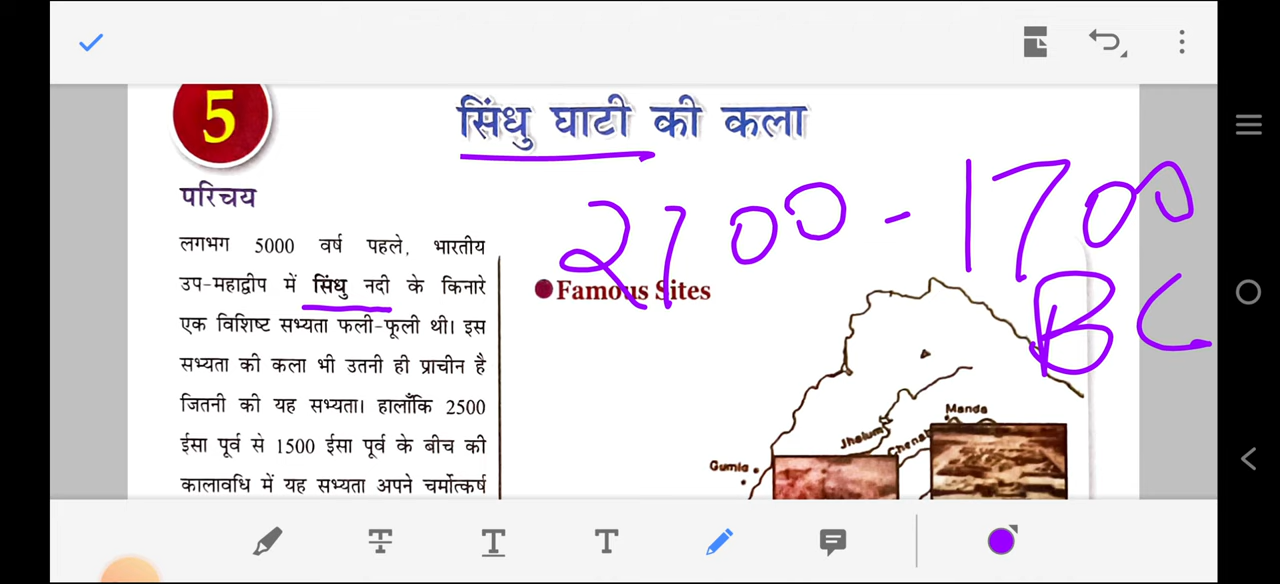 5
सिंधु घाटी की कला
2700 - 1700
BC
परिचय
लगभग 5000 वर्ष पहले, भारतीय
उप-महाद्वीप में सिंधु नदी के किनारे
एक विशिष्ट सभ्यता फली-फूली थी। इस
सभ्यता की कला भी उतनी ही प्राचीन है
जितनी की यह सभ्यता। हालाँकि 2500
ईसा पूर्व से 1500 ईसा पूर्व के बीच की
कालावधि में यह सभ्यता अपने चर्मोत्कर्ष
Famous Sites
Manda
Jhelum
Chenab
Gumla
T
T
T